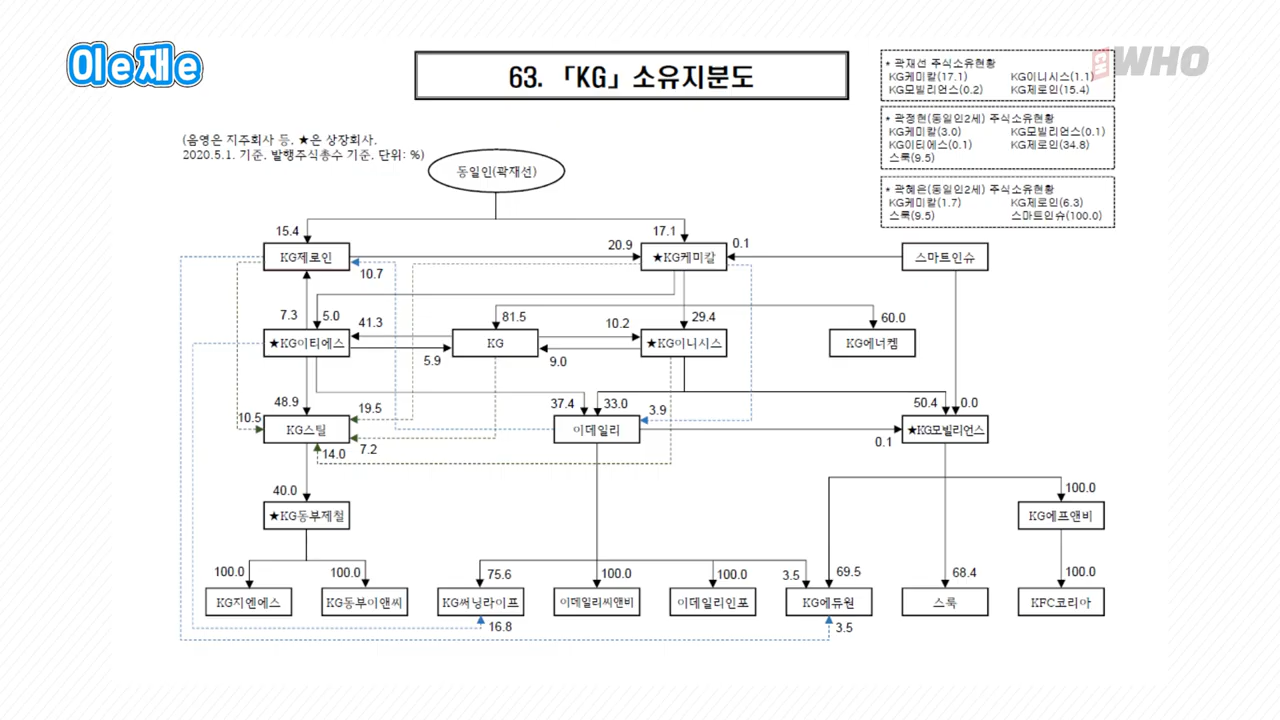 이e재e
CH WHO
63. 「KG」 소유지분도
* 곽재선 주식소유현황
KG케미칼(17.1) KG이니시스(1.1)
KG모빌리언스(0.2) KG제로인(15.4)
* 곽정현(동일인2세) 주식소유현황
KG케미칼(3.0) KG모빌리언스(0.1)
KG이티에스(0.1) KG제로인(34.8)
스룩(9.5)
* 곽혜은(동일인2세) 주식소유현황
KG케미칼(1.7) KG제로인(6.3)
스룩(9.5) 스마트인슈(100.0)
(음영은 지주회사 등. ★은 상장회사.
2020.5.1. 기준. 발행주식총수 기준. 단위: %)
동일인(곽재선)
15.4 17.1
20.9 0.1
KG제로인 ★KG케미칼 스마트인슈
10.7
7.3 5.0 41.3 81.5 10.2 29.4 60.0
★KG이티에스 KG ★KG이니시스 KG에너켐
5.9 9.0
48.9 19.5 37.4 33.0 3.9 50.4 0.0
10.5 KG스틸 이데일리 ★KG모빌리언스
14.0 7.2 0.1
40.0 100.0
★KG동부제철 KG에프앤비
100.0 100.0 75.6 100.0 100.0 3.5 69.5 68.4 100.0
KG지엔에스 KG동부이앤씨 KG써닝라이프 이데일리씨앤비 이데일리인포 KG에듀원 스룩 KFC코리아
16.8 3.5